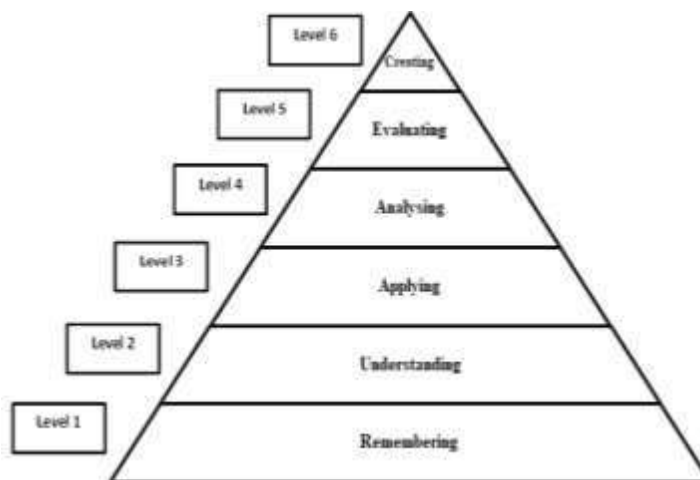 Level 6
Creating
Level 5
Evaluating
Level 4
Analysing
Level 3
Applying
Level 2
Understanding
Level 1
Remembering